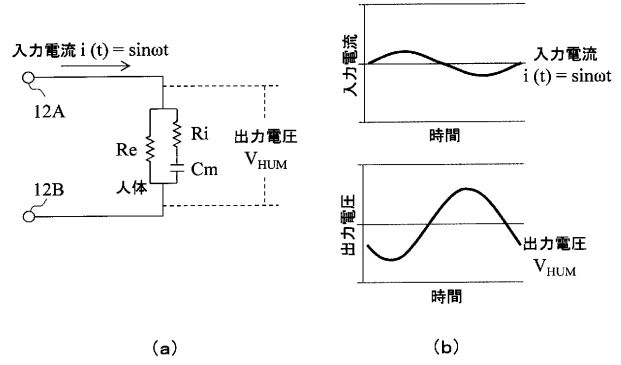 入力電流 i (t) = sinωt
12A
Re
Ri
Cm
人体
出力電圧
VHUM
12B
(a)
入力電流
入力電流
i (t) = sinωt
時間
出力電圧
出力電圧
VHUM
時間
(b)